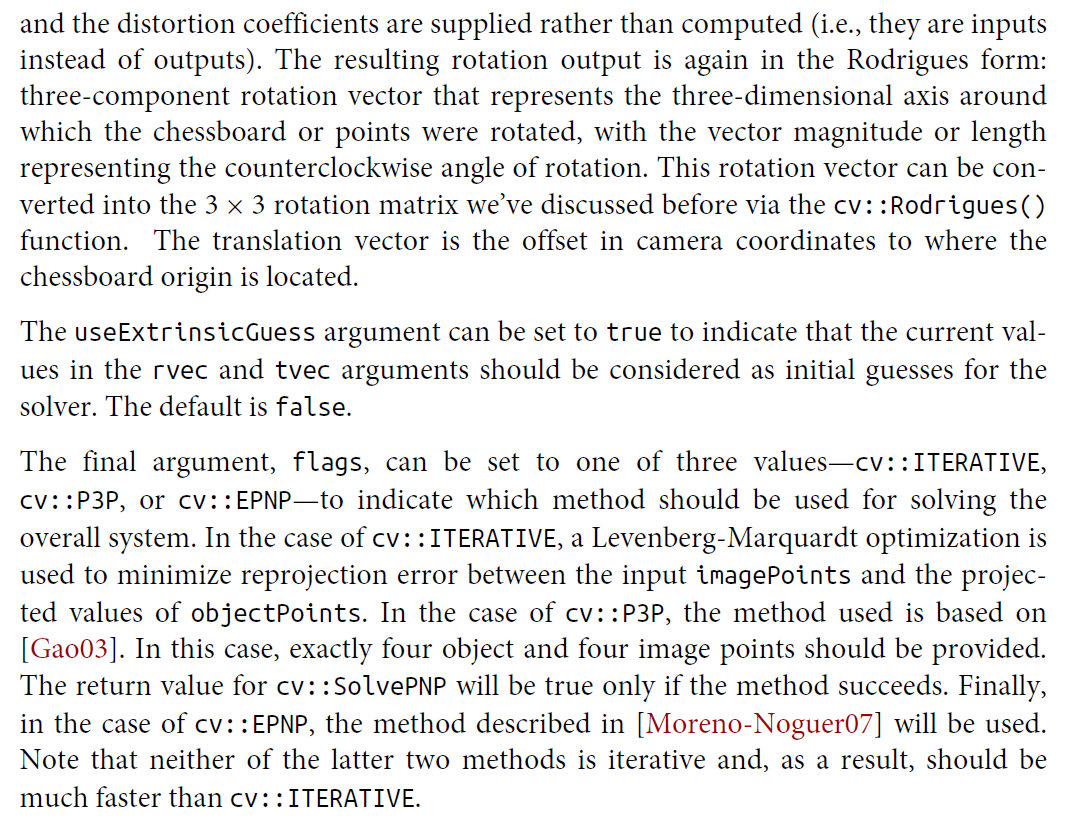 and the distortion coefficients are supplied rather than computed (i.e., they are inputs
instead of outputs). The resulting rotation output is again in the Rodrigues form:
three-component rotation vector that represents the three-dimensional axis around
which the chessboard or points were rotated, with the vector magnitude or length
representing the counterclockwise angle of rotation. This rotation vector can be con-
verted into the 3 × 3 rotation matrix we’ve discussed before via the cv::Rodrigues()
function. The translation vector is the offset in camera coordinates to where the
chessboard origin is located.
The useExtrinsicGuess argument can be set to true to indicate that the current val-
ues in the rvec and tvec arguments should be considered as initial guesses for the
solver. The default is false.
The final argument, flags, can be set to one of three values—cv::ITERATIVE,
cv::P3P, or cv::EPNP—to indicate which method should be used for solving the
overall system. In the case of cv::ITERATIVE, a Levenberg-Marquardt optimization is
used to minimize reprojection error between the input imagePoints and the projec-
ted values of objectPoints. In the case of cv::P3P, the method used is based on
[Gao03]. In this case, exactly four object and four image points should be provided.
The return value for cv::SolvePNP will be true only if the method succeeds. Finally,
in the case of cv::EPNP, the method described in [Moreno-Noguer07] will be used.
Note that neither of the latter two methods is iterative and, as a result, should be
much faster than cv::ITERATIVE.